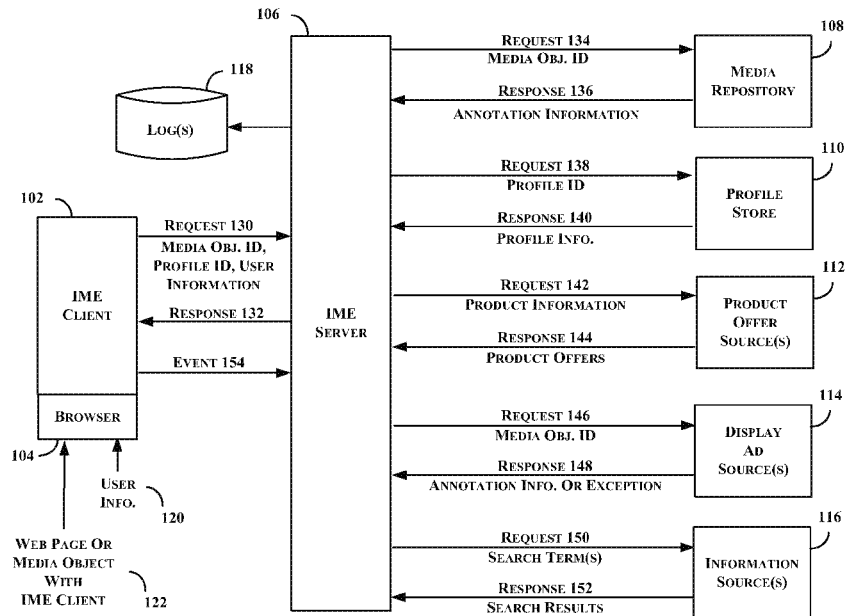 106
118
LOG(S)
102
IME
CLIENT
BROWSER
104
USER
INFO.
120
WEB PAGE OR
MEDIA OBJECT
WITH
IME CLIENT
122
REQUEST 130
MEDIA OBJ. ID,
PROFILE ID, USER
INFORMATION
RESPONSE 132
EVENT 154
IME
SERVER
REQUEST 134
MEDIA OBJ. ID
RESPONSE 136
ANNOTATION INFORMATION
108
MEDIA
REPOSITORY
REQUEST 138
PROFILE ID
RESPONSE 140
PROFILE INFO.
110
PROFILE
STORE
REQUEST 142
PRODUCT INFORMATION
RESPONSE 144
PRODUCT OFFERS
112
PRODUCT
OFFER
SOURCE(S)
REQUEST 146
MEDIA OBJ. ID
RESPONSE 148
ANNOTATION INFO. OR EXCEPTION
114
DISPLAY
AD
SOURCE(S)
REQUEST 150
SEARCH TERM(S)
RESPONSE 152
SEARCH RESULTS
116
INFORMATION
SOURCE(S)